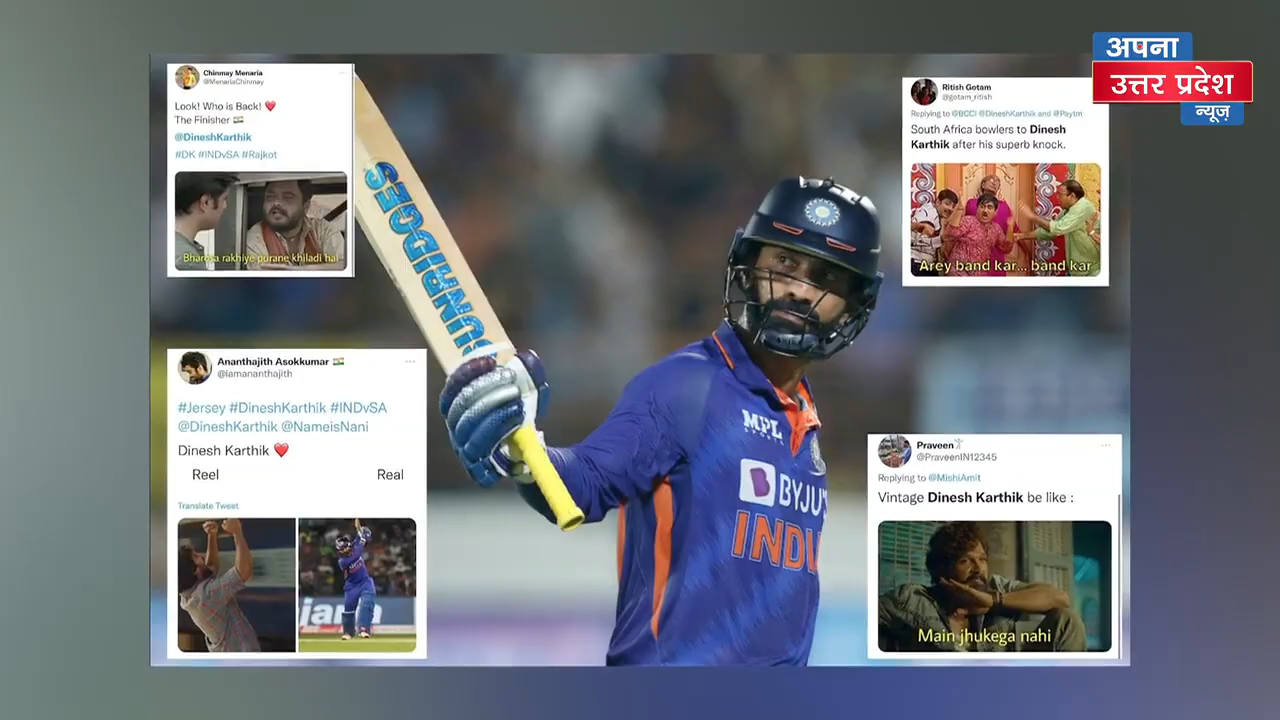 Chinmay Menaria
@MenariaChinmay
Look! Who is Back! ❤️
The Finisher 🇮🇳
@DineshKarthik
#DK #INDvSA #Rajkot
Bharosa rakhiye purane khiladi hai
Ananthajith Asokkumar 🇮🇳
@iamananthajith
#Jersey #DineshKarthik #INDvSA
@DineshKarthik @NameisNani
Dinesh Karthik ❤️
Reel Real
Translate Tweet
SUNRIDGES
MPL
SPORTS
BYJU'S
INDI
अपना
उत्तर प्रदेश
न्यूज़
Ritish Gotam
@gotam_ritish
Replying to @BCCI @DineshKarthik and @Paytm
South Africa bowlers to Dinesh
Karthik after his superb knock.
Arey band kar... band kar
Praveen
@PraveenIN12345
Replying to @MishiAmit
Vintage Dinesh Karthik be like :
Main jhukega nahi